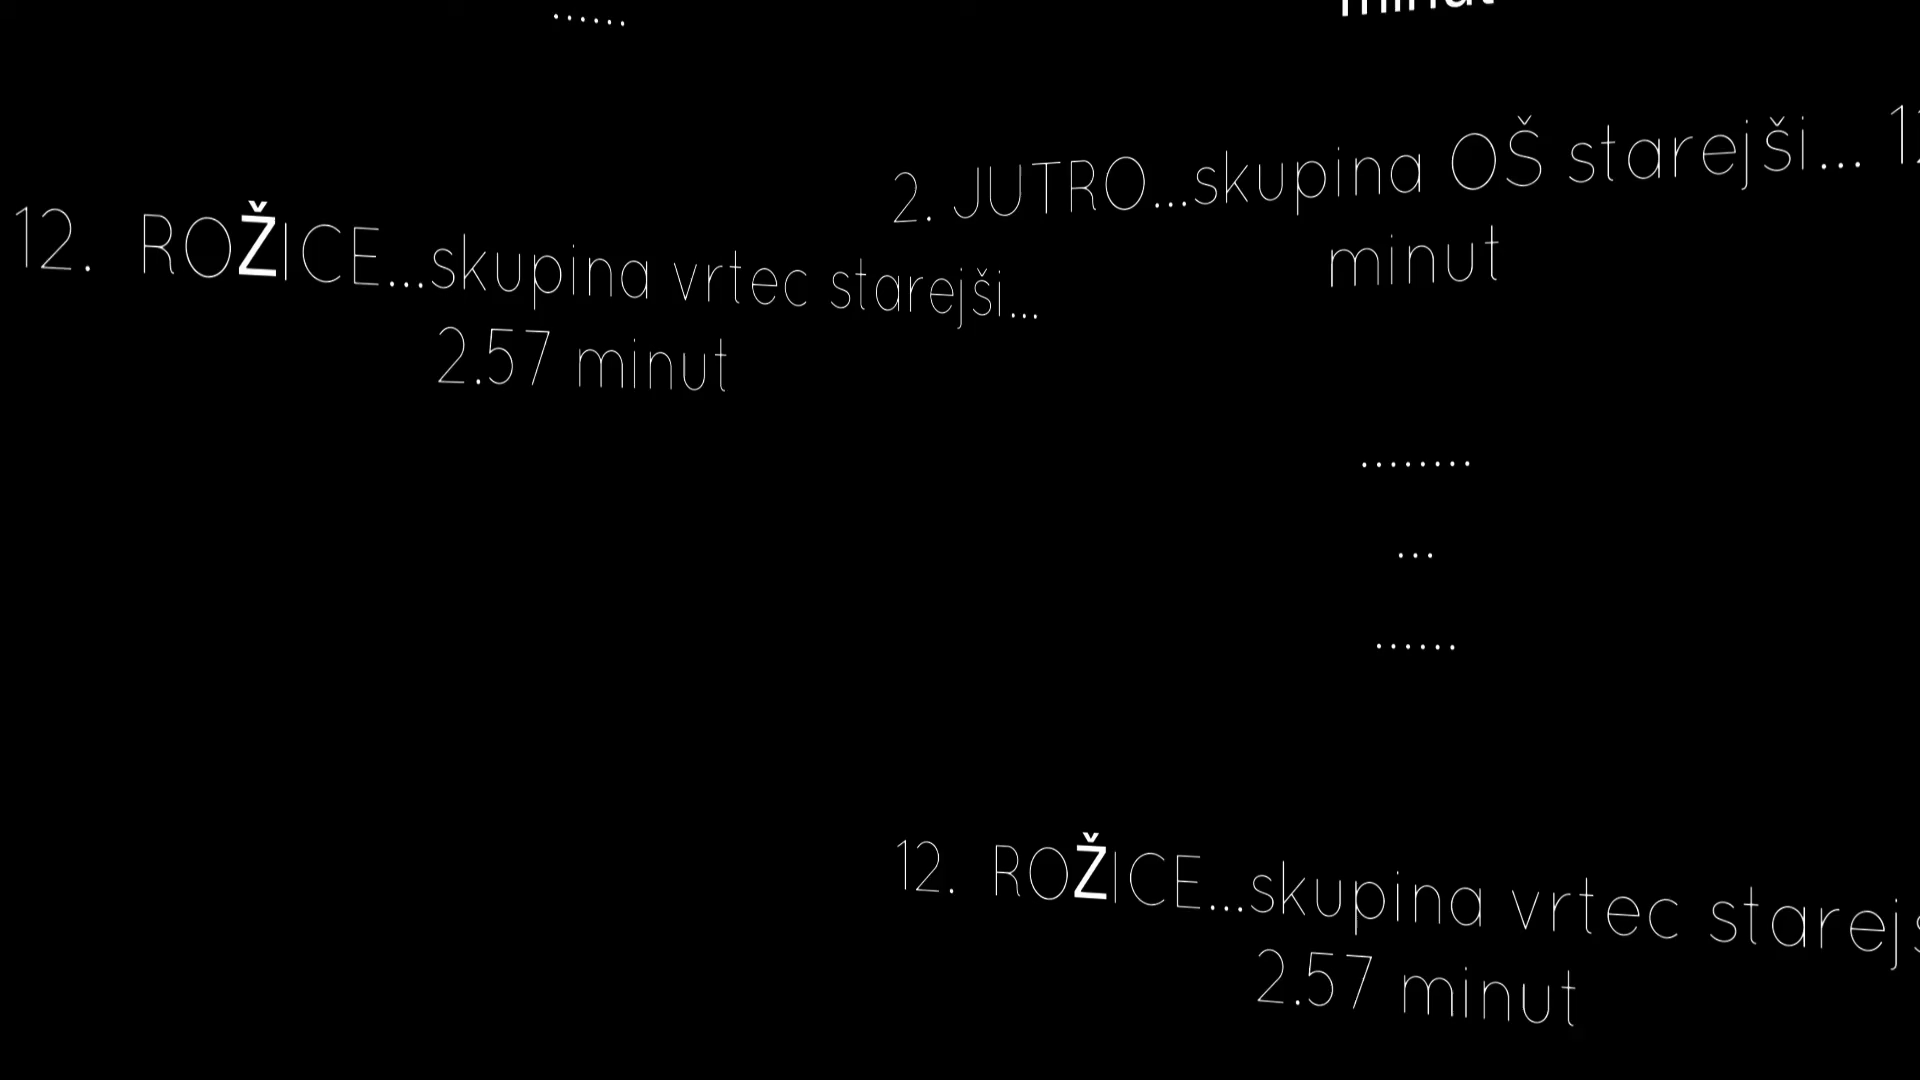 ......
12. ROŽICE...skupina vrtec starejši...
2.57 minut
2. JUTRO...skupina OŠ starejši...
minut
........
...
......
12. ROŽICE...skupina vrtec
2.57 minut